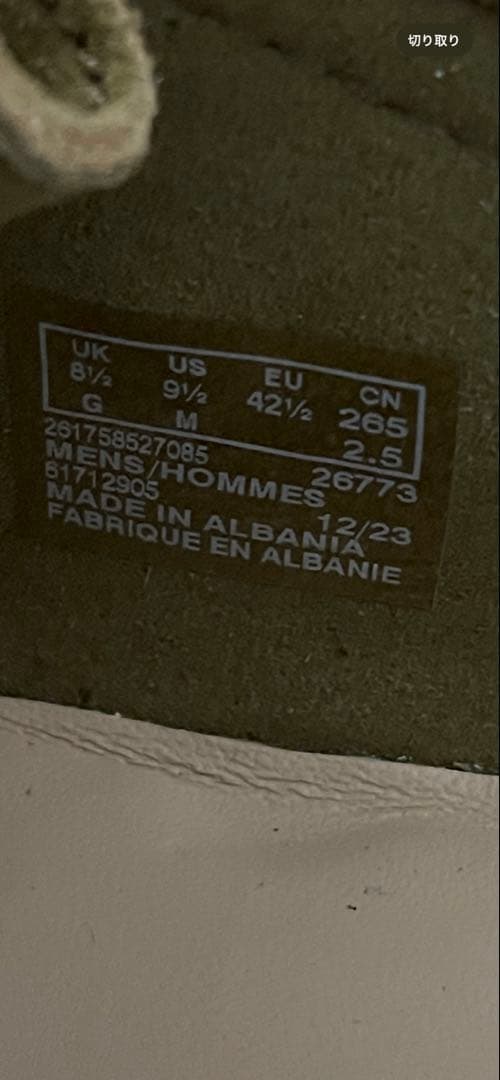 切り取り
UK US EU CN
8½ 9½ 42½ 265
G M 2.5
261758527085 26773
MENS/HOMMES
61712905 12/23
MADE IN ALBANIA
FABRIQUE EN ALBANIE